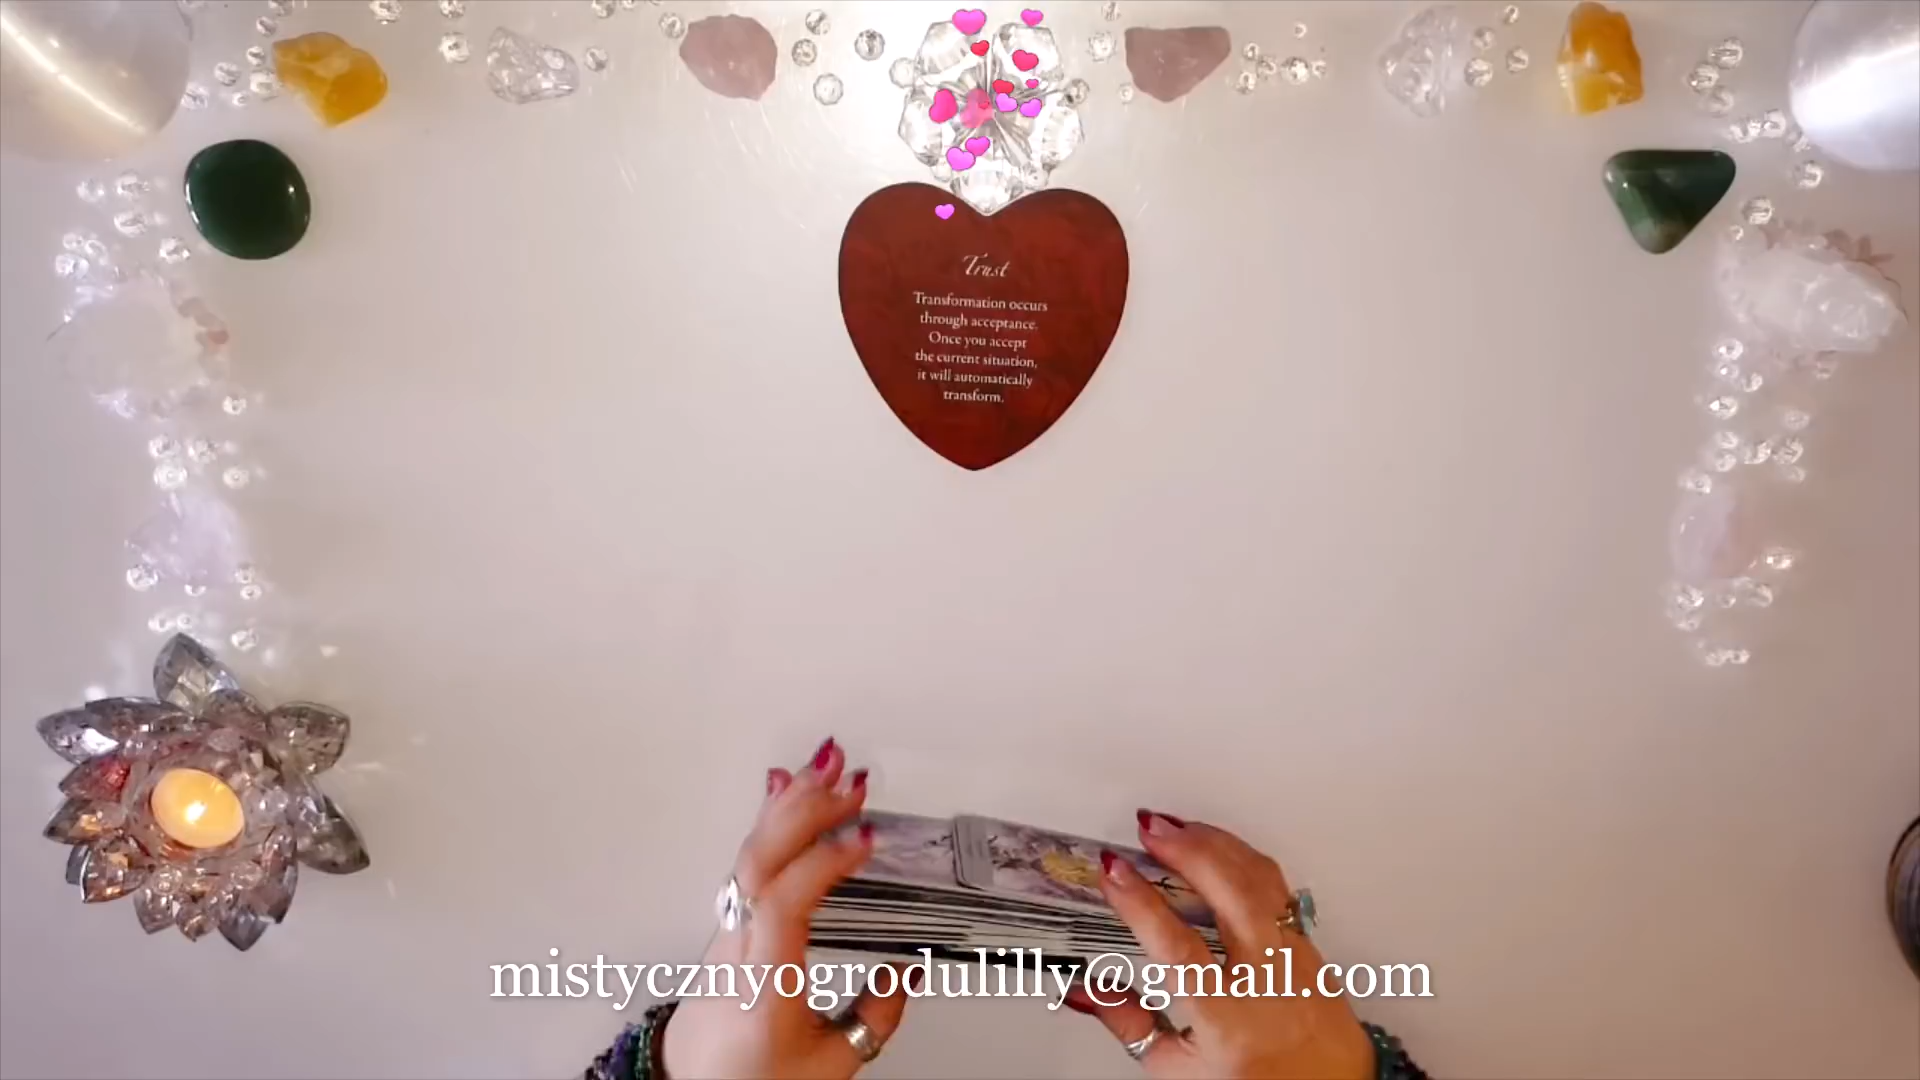 Trust
Transformation occurs
through acceptance.
Once you accept
the current situation,
it will automatically
transform.
mistycznyogrodulilly@gmail.com